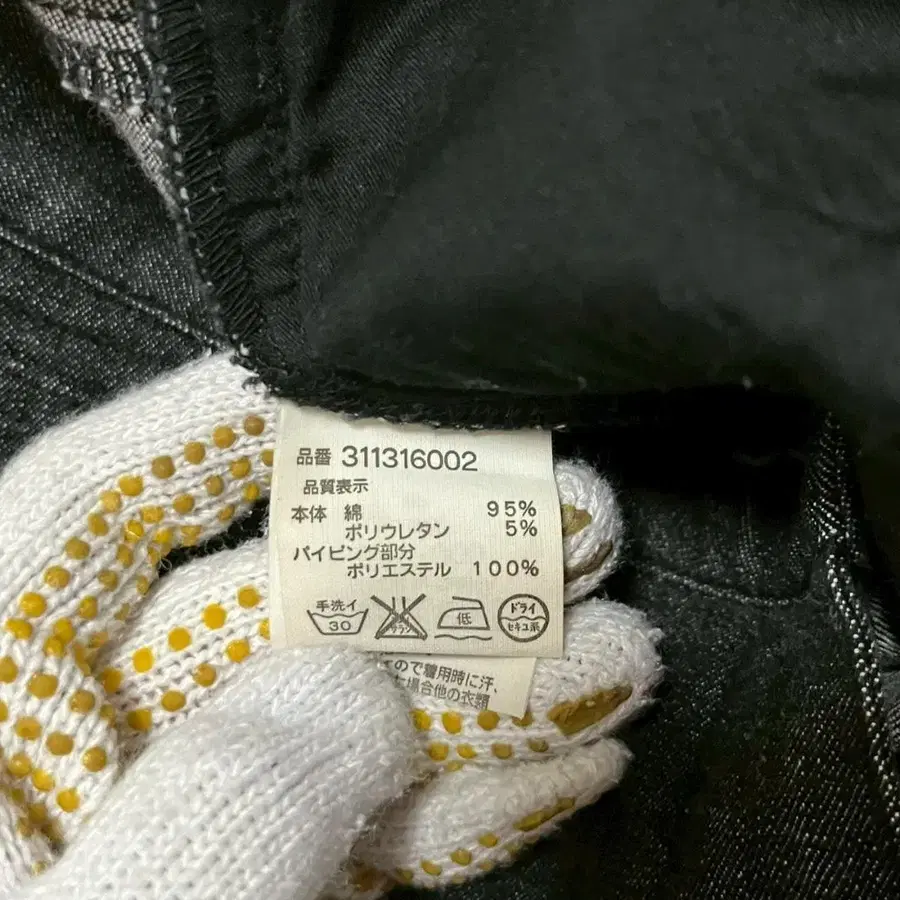 品番 311316002
品質表示
本体 綿 95%
ポリウレタン 5%
パイピング部分
ポリエステル 100%
手洗イ 30
低
ドライ
セキユ系
ので着用時に汗、
場合他の衣類